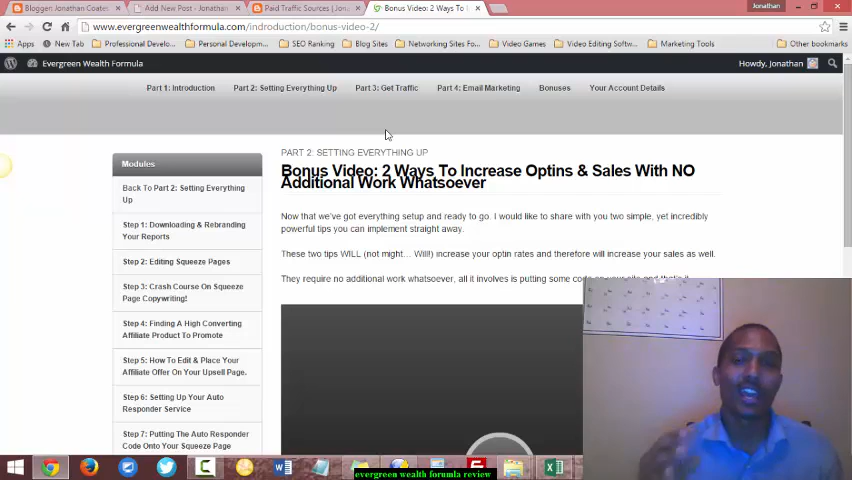 Jonathan
Bloggen Jonathan Coates
Add New Post - Jonathan
Paid Traffic Sources | Jona
Bonus Video: 2 Ways To
www.evergreenwealthformula.com/indroduction/bonus-video-2/
Apps
New Tab
Professional Develo
Personal Developm
SEO Ranking
Blog Sites
Networking Sites Fo
Video Games
Video Editing Softw
Marketing Tools
Other bookmarks
Evergreen Wealth Formula
Howdy, Jonathan
Part 1: Introduction
Part 2: Setting Everything Up
Part 3: Get Traffic
Part 4: Email Marketing
Bonuses
Your Account Details
Modules
Back To Part 2: Setting Everything
Up
Step 1: Downloading & Rebranding
Your Reports
Step 2: Editing Squeeze Pages
Step 3: Crash Course On Squeeze
Page Copywriting!
Step 4: Finding A High Converting
Affiliate Product To Promote
Step 5: How To Edit & Place Your
Affiliate Offer On Your Upsell Page.
Step 6: Setting Up Your Auto
Responder Service
Step 7: Putting The Auto Responder
Code Onto Your Squeeze Page
PART 2: SETTING EVERYTHING UP
Bonus Video: 2 Ways To Increase Optins & Sales With NO
Additional Work Whatsoever
Now that we've got everything setup and ready to go. I would like to share with you two simple, yet incredibly
powerful tips you can implement straight away.
These two tips WILL (not might... Will!) increase your optin rates and therefore will increase your sales as well.
They require no additional work whatsoever, all it involves is putting some code on your site and that's it.
evergreen wealth forumla review